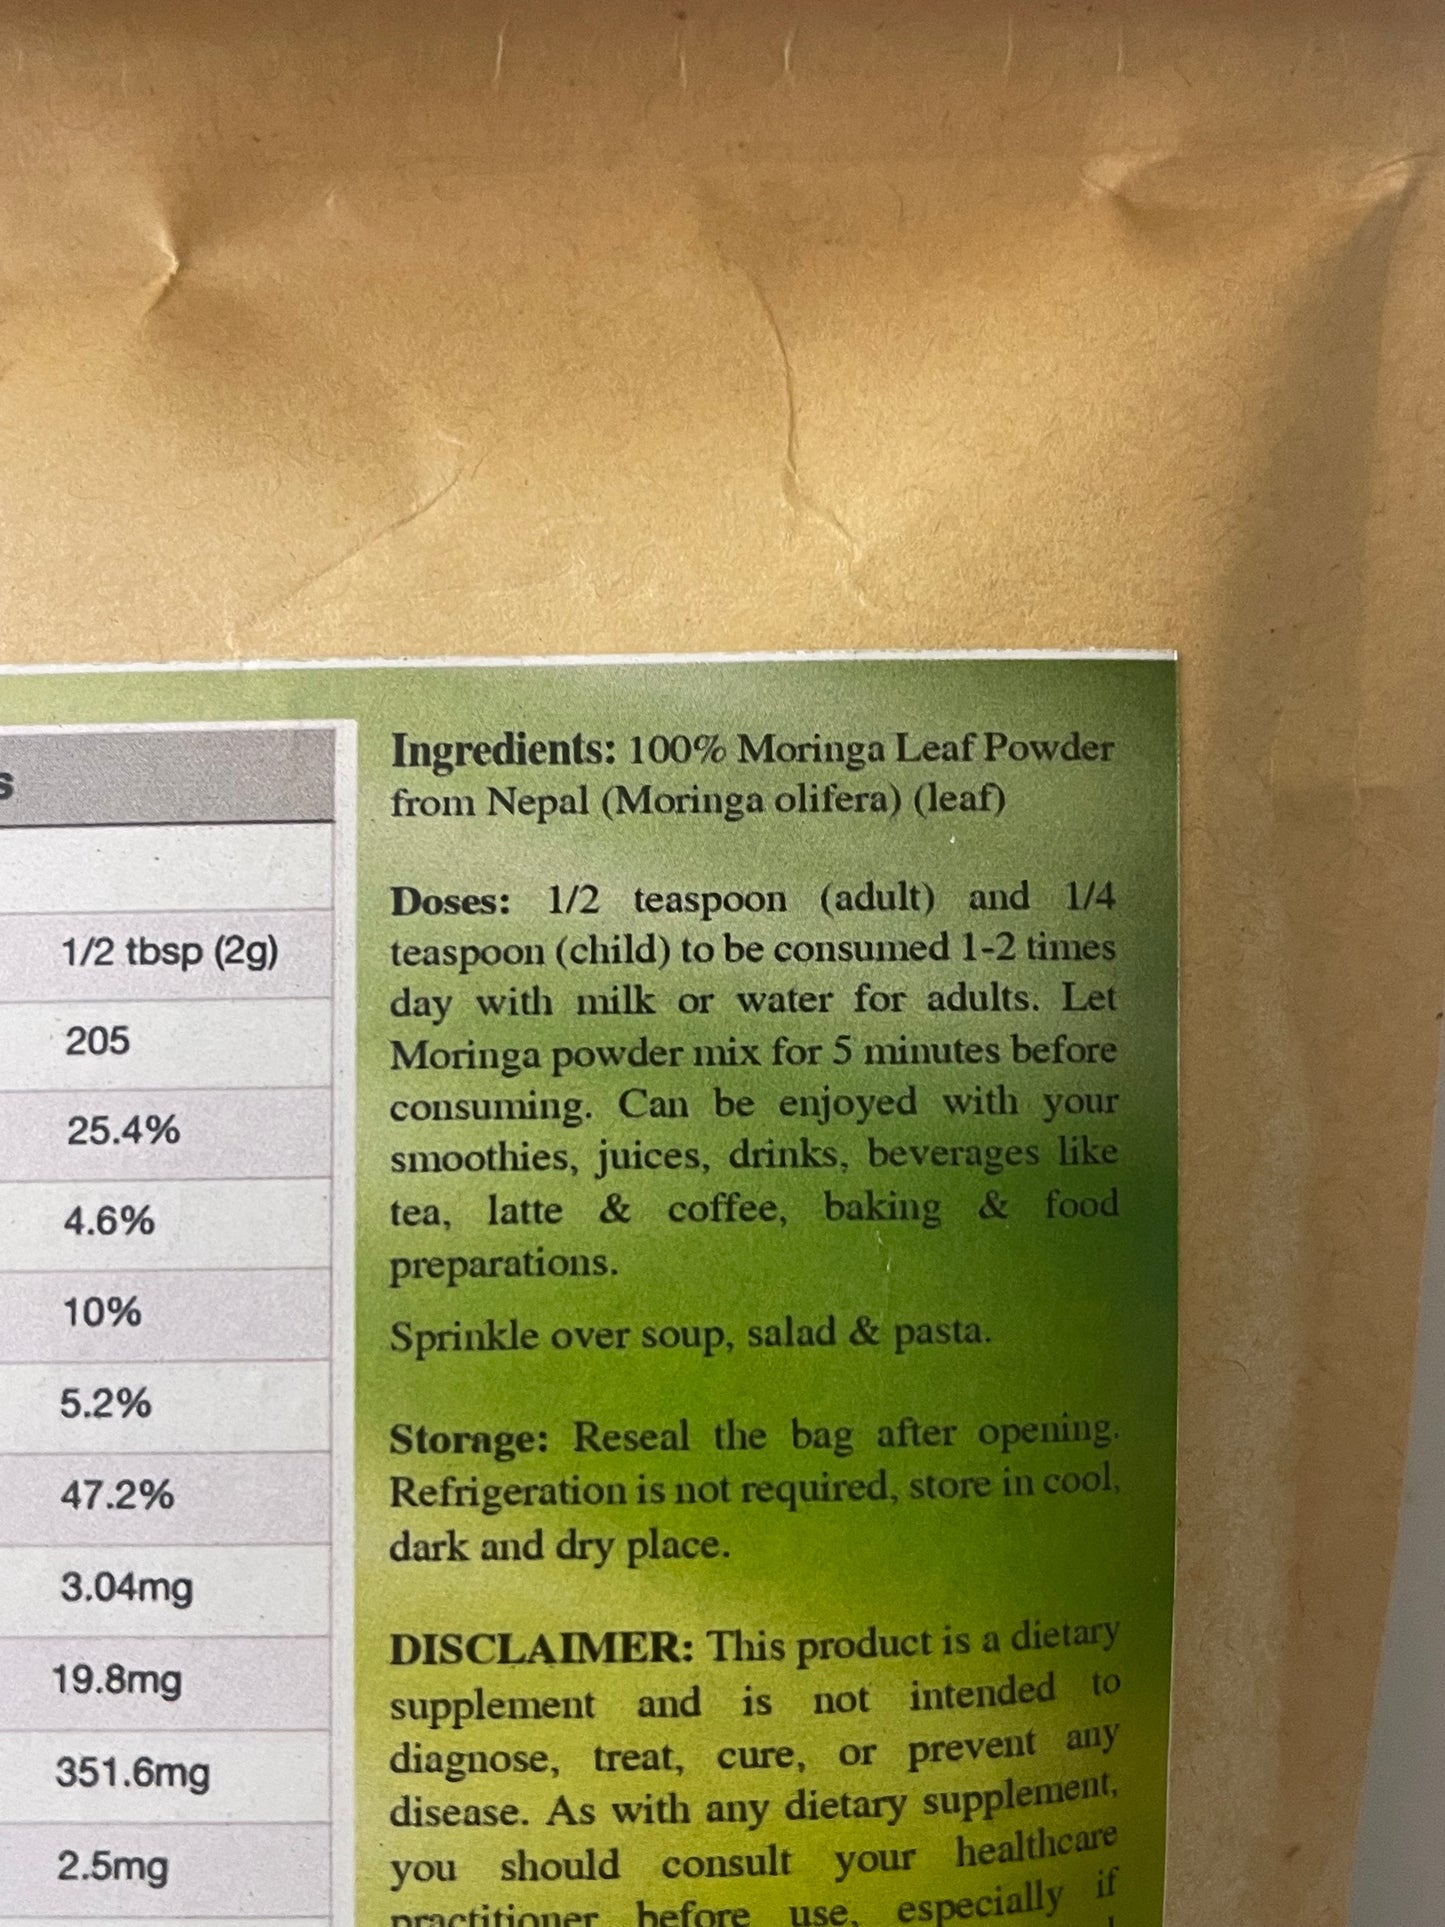 s
1/2 tbsp (2g)
205
25.4%
4.6%
10%
5.2%
47.2%
3.04mg
19.8mg
351.6mg
2.5mg
Ingredients: 100% Moringa Leaf Powder
from Nepal (Moringa olifera) (leaf)
Doses: 1/2 teaspoon (adult) and 1/4
teaspoon (child) to be consumed 1-2 times
day with milk or water for adults. Let
Moringa powder mix for 5 minutes before
consuming. Can be enjoyed with your
smoothies, juices, drinks, beverages like
tea, latte & coffee, baking & food
preparations.
Sprinkle over soup, salad & pasta.
Storage: Reseal the bag after opening.
Refrigeration is not required, store in cool,
dark and dry place.
DISCLAIMER: This product is a dietary
supplement and is not intended to
diagnose, treat, cure, or prevent any
disease. As with any dietary supplement,
you should consult your healthcare
practitioner before use, especially if